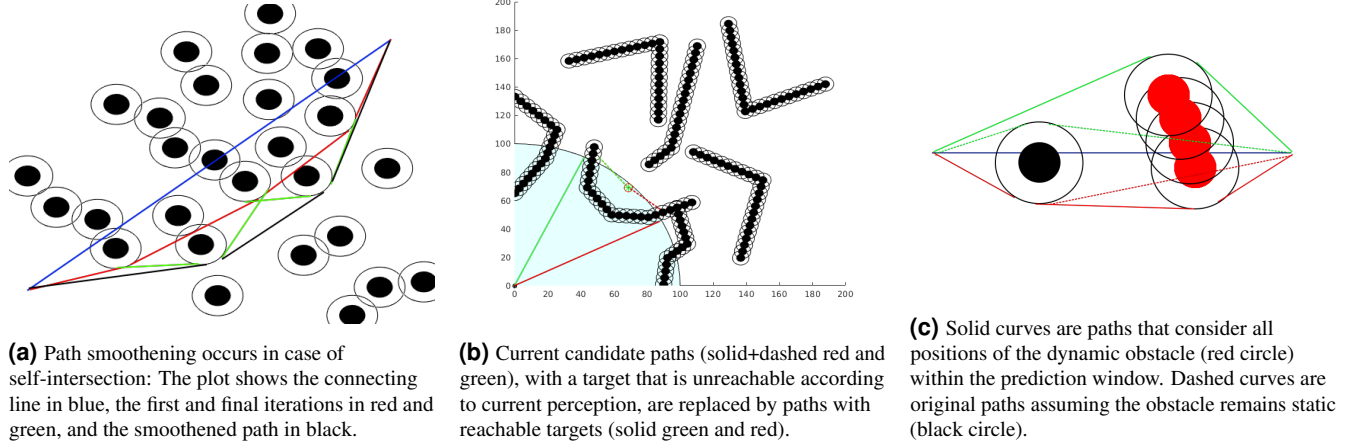 200
180
160
140
120
100
80
60
40
20
0
0 20 40 60 80 100 120 140 160 180 200
(a) Path smoothening occurs in case of
self-intersection: The plot shows the connecting
line in blue, the first and final iterations in red and
green, and the smoothened path in black.
(b) Current candidate paths (solid+dashed red and
green), with a target that is unreachable according
to current perception, are replaced by paths with
reachable targets (solid green and red).
(c) Solid curves are paths that consider all
positions of the dynamic obstacle (red circle)
within the prediction window. Dashed curves are
original paths assuming the obstacle remains static
(black circle).